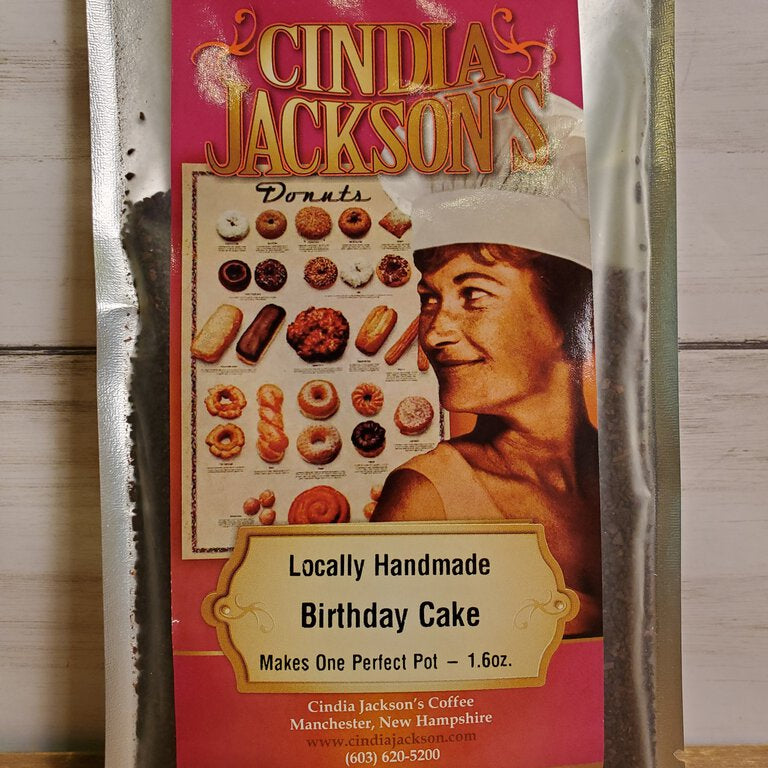 CINDIA
JACKSON'S
Donuts
Locally Handmade
Birthday Cake
Makes One Perfect Pot – 1.6oz.
Cindia Jackson's Coffee
Manchester, New Hampshire
www.cindiajackson.com
(603) 620-5200